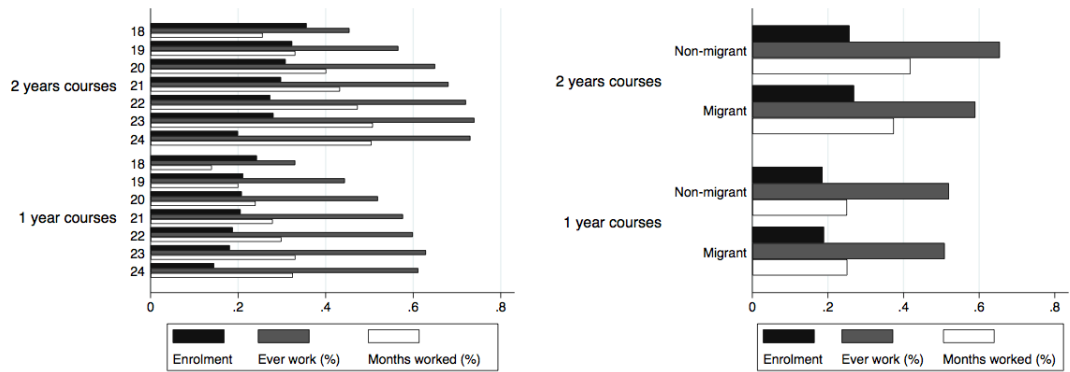 18
19
20
2 years courses
21
22
23
24
18
19
20
1 year courses
21
22
23
24
0 .2 .4 .6 .8
Enrolment Ever work (%) Months worked (%)
Non-migrant
2 years courses
Migrant
Non-migrant
1 year courses
Migrant
0 .2 .4 .6 .8
Enrolment Ever work (%) Months worked (%)